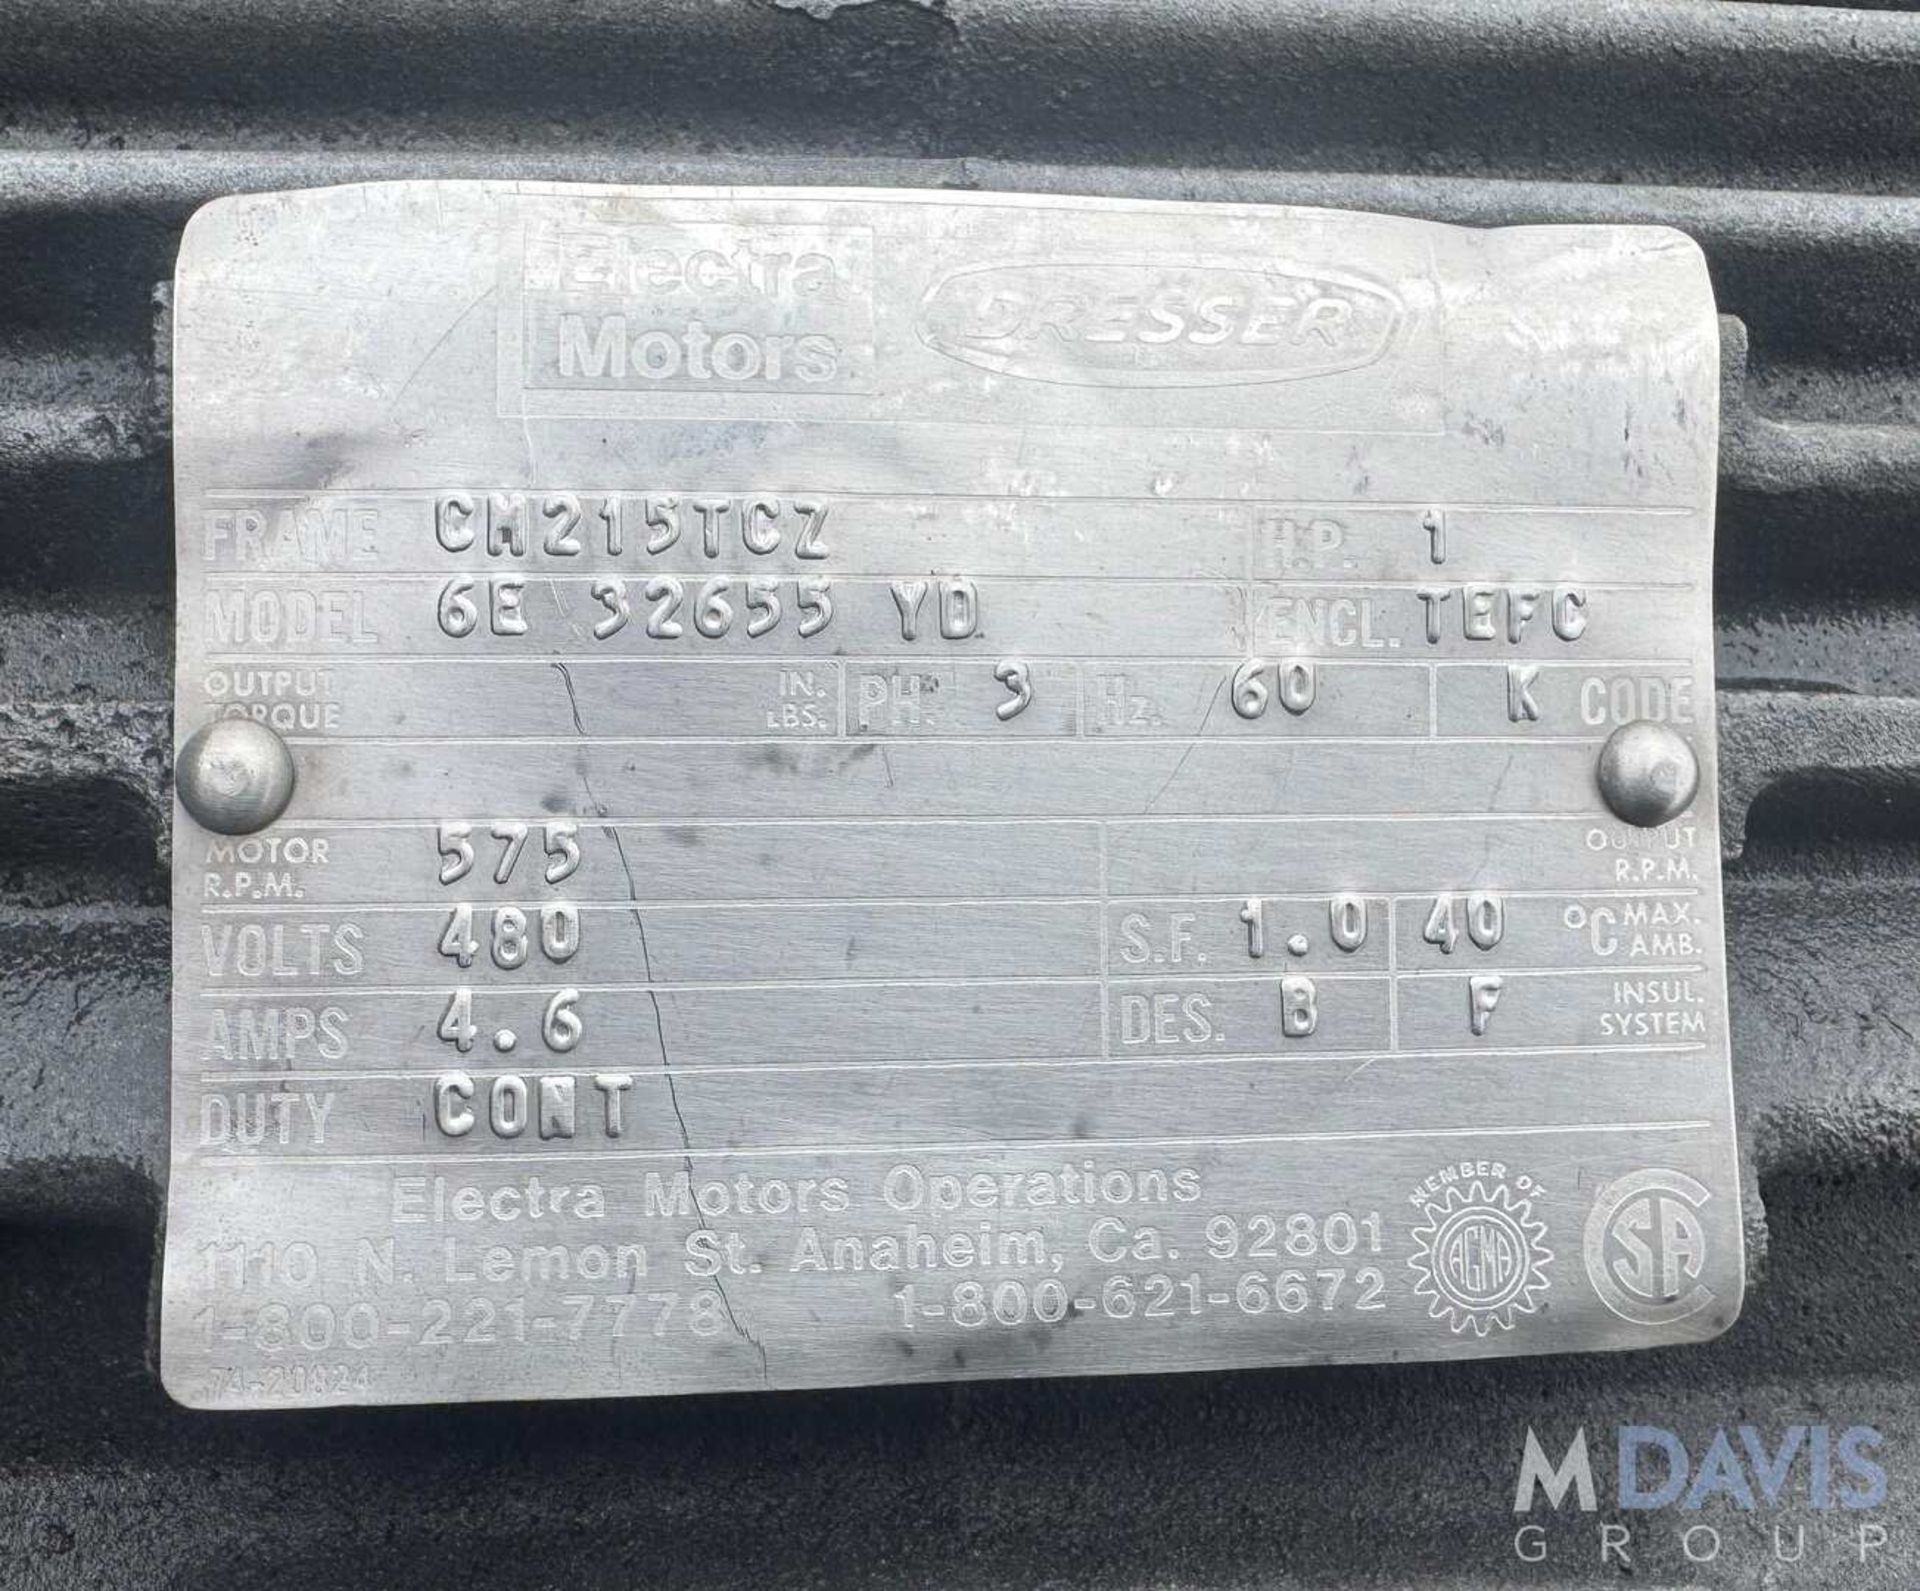 Electra
Motors
DRESSER
FRAME CM215TCZ H.P. 1
MODEL 6E 32655 YD ENCL. TEFC
OUTPUT TORQUE IN. LBS. PH. 3 Hz. 60 K CODE
MOTOR R.P.M. 575 OUTPUT R.P.M.
VOLTS 480 S.F. 1.0 40 °C MAX. AMB.
AMPS 4.6 DES. B F INSUL. SYSTEM
DUTY CONT
Electra Motors Operations
1110 N. Lemon St. Anaheim, Ca. 92801
1-800-221-7778 1-800-621-6672
MEMBER OF
AGMA
CSA
M DAVIS
GROUP